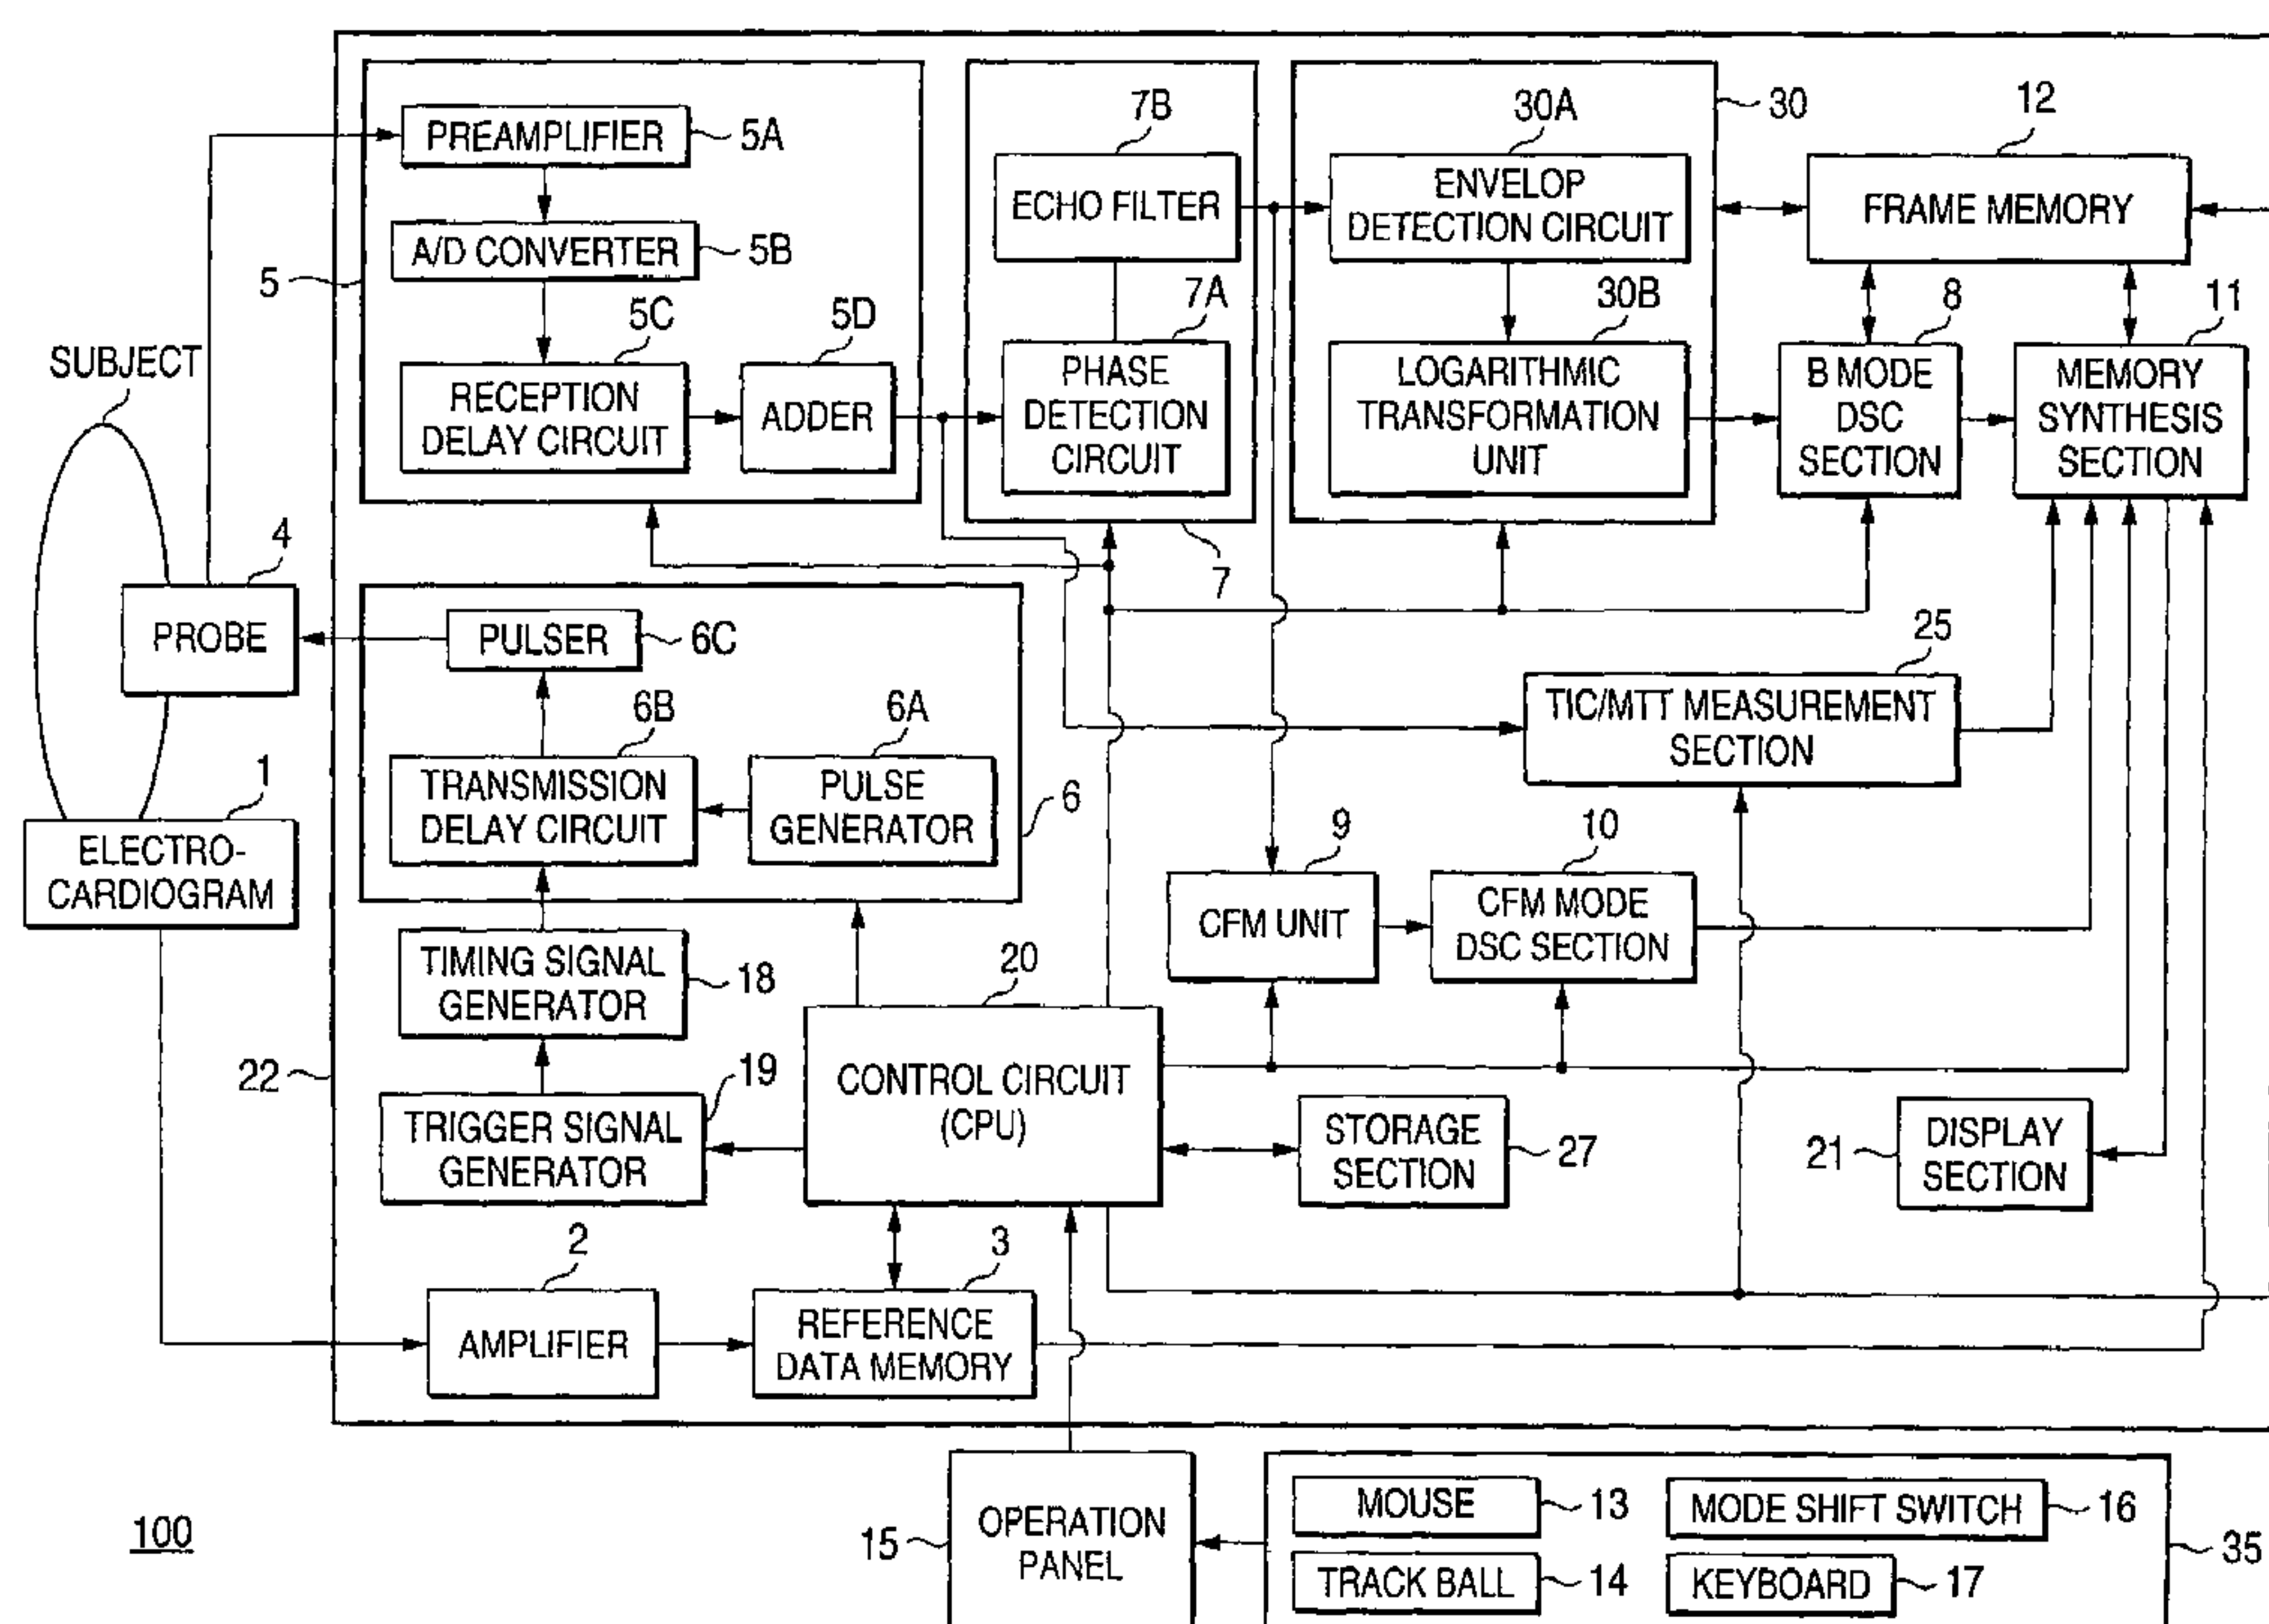 7B
30A
30
12
PREAMPLIFIER
5A
ECHO FILTER
ENVELOP
DETECTION CIRCUIT
FRAME MEMORY
A/D CONVERTER
5B
5
5C
5D
7A
30B
8
11
SUBJECT
RECEPTION
DELAY CIRCUIT
ADDER
PHASE
DETECTION
CIRCUIT
LOGARITHMIC
TRANSFORMATION
UNIT
B MODE
DSC
SECTION
MEMORY
SYNTHESIS
SECTION
4
7
PROBE
PULSER
6C
25
6B
6A
TIC/MTT MEASUREMENT
SECTION
1
TRANSMISSION
DELAY CIRCUIT
PULSE
GENERATOR
6
9
10
ELECTRO-
CARDIOGRAM
CFM UNIT
CFM MODE
DSC SECTION
TIMING SIGNAL
GENERATOR
18
20
22
19
CONTROL CIRCUIT
(CPU)
TRIGGER SIGNAL
GENERATOR
STORAGE
SECTION
27
21
DISPLAY
SECTION
2
3
AMPLIFIER
REFERENCE
DATA MEMORY
100
15
OPERATION
PANEL
MOUSE
13
MODE SHIFT SWITCH
16
35
TRACK BALL
14
KEYBOARD
17